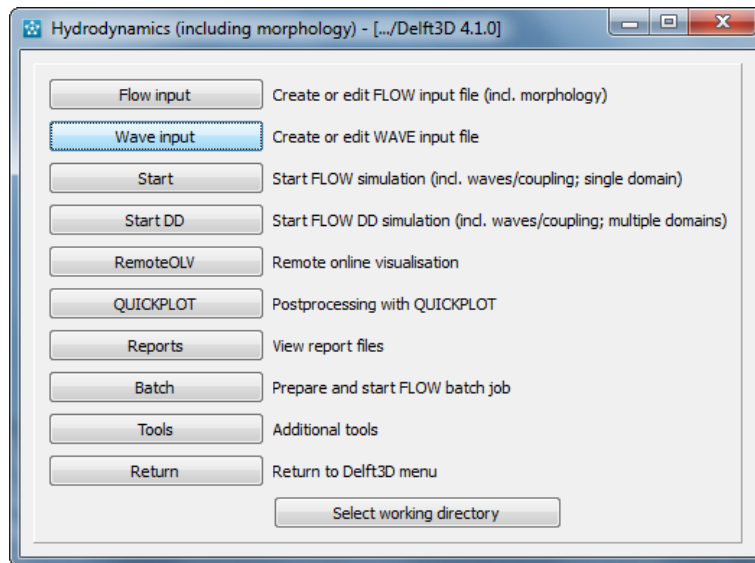 Hydrodynamics (including morphology) - [.../Delft3D 4.1.0]
Flow input Create or edit FLOW input file (incl. morphology)
Wave input Create or edit WAVE input file
Start Start FLOW simulation (incl. waves/coupling; single domain)
Start DD Start FLOW DD simulation (incl. waves/coupling; multiple domains)
RemoteOLV Remote online visualisation
QUICKPLOT Postprocessing with QUICKPLOT
Reports View report files
Batch Prepare and start FLOW batch job
Tools Additional tools
Return Return to Delft3D menu
Select working directory